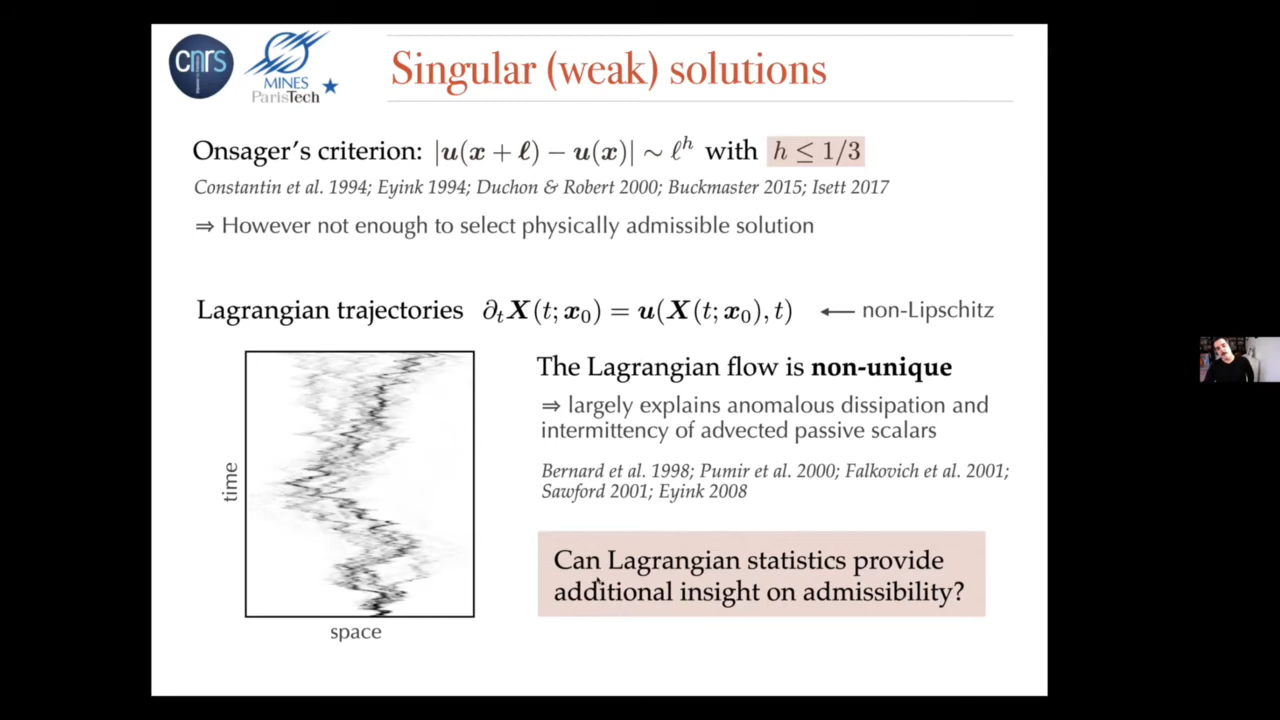 cnrs
MINES
ParisTech
Singular (weak) solutions
Onsager's criterion: |u(x + ℓ) − u(x)| ∼ ℓ^h with h ≤ 1/3
Constantin et al. 1994; Eyink 1994; Duchon & Robert 2000; Buckmaster 2015; Isett 2017
⇒ However not enough to select physically admissible solution
Lagrangian trajectories ∂_t X(t; x_0) = u(X(t; x_0), t) ⟵ non-Lipschitz
The Lagrangian flow is non-unique
⇒ largely explains anomalous dissipation and
intermittency of advected passive scalars
Bernard et al. 1998; Pumir et al. 2000; Falkovich et al. 2001;
Sawford 2001; Eyink 2008
Can Lagrangian statistics provide
additional insight on admissibility?
time
space